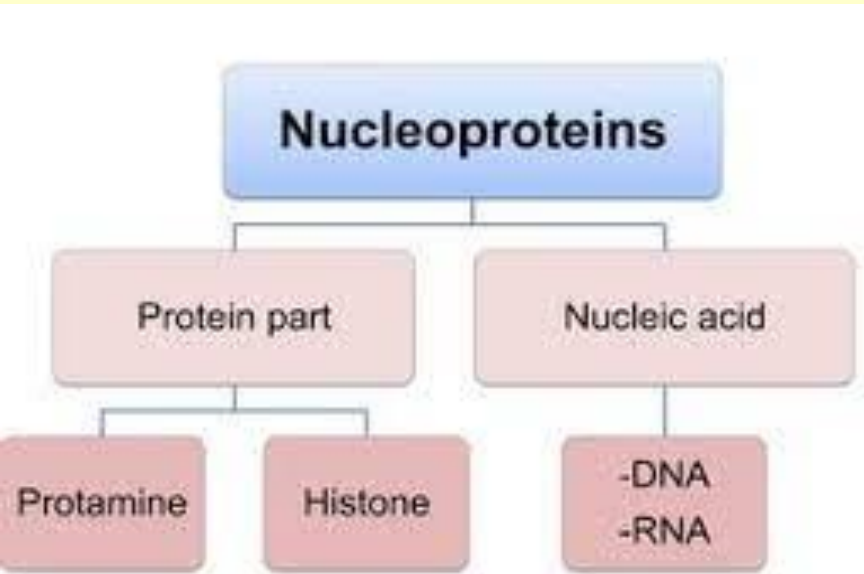 Nucleoproteins
Protein part
Nucleic acid
Protamine
Histone
-DNA
-RNA